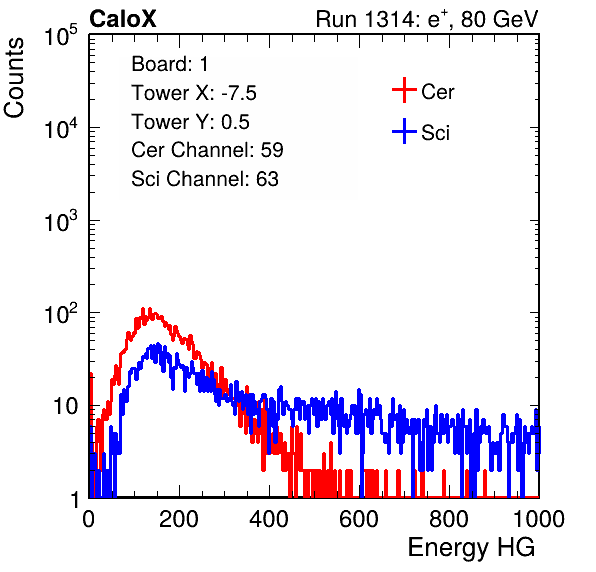 CaloX Run 1314: e⁺, 80 GeV
Counts
Board: 1
Tower X: -7.5
Tower Y: 0.5
Cer Channel: 59
Sci Channel: 63
Cer
Sci
10⁵
10⁴
10³
10²
10
1
0 200 400 600 800 1000
Energy HG